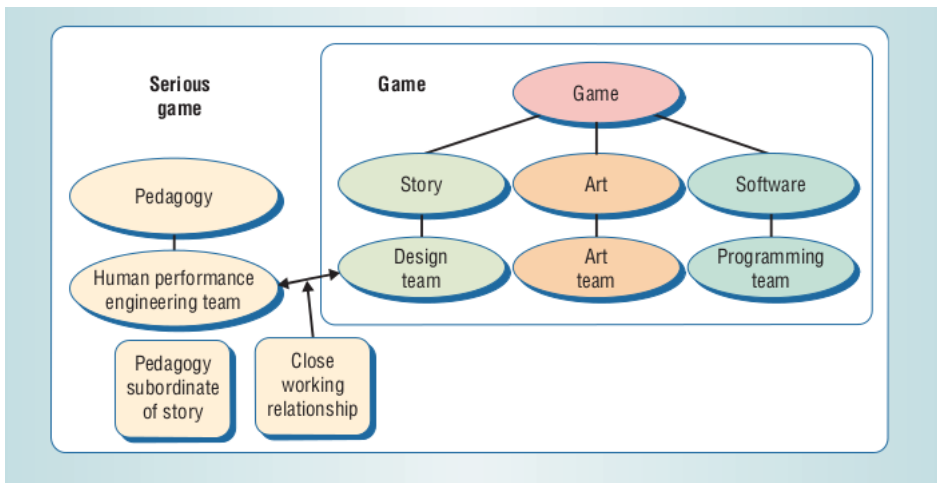 Serious
game
Game
Game
Story
Art
Software
Pedagogy
Design
team
Art
team
Programming
team
Human performance
engineering team
Pedagogy
subordinate
of story
Close
working
relationship